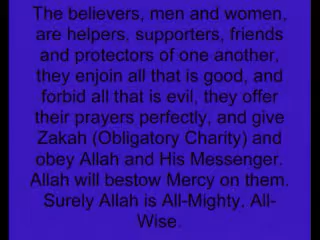 The believers, men and women,
are helpers, supporters, friends
and protectors of one another,
they enjoin all that is good, and
forbid all that is evil, they offer
their prayers perfectly, and give
Zakah (Obligatory Charity) and
obey Allah and His Messenger.
Allah will bestow Mercy on them.
Surely Allah is All-Mighty, All-
Wise.